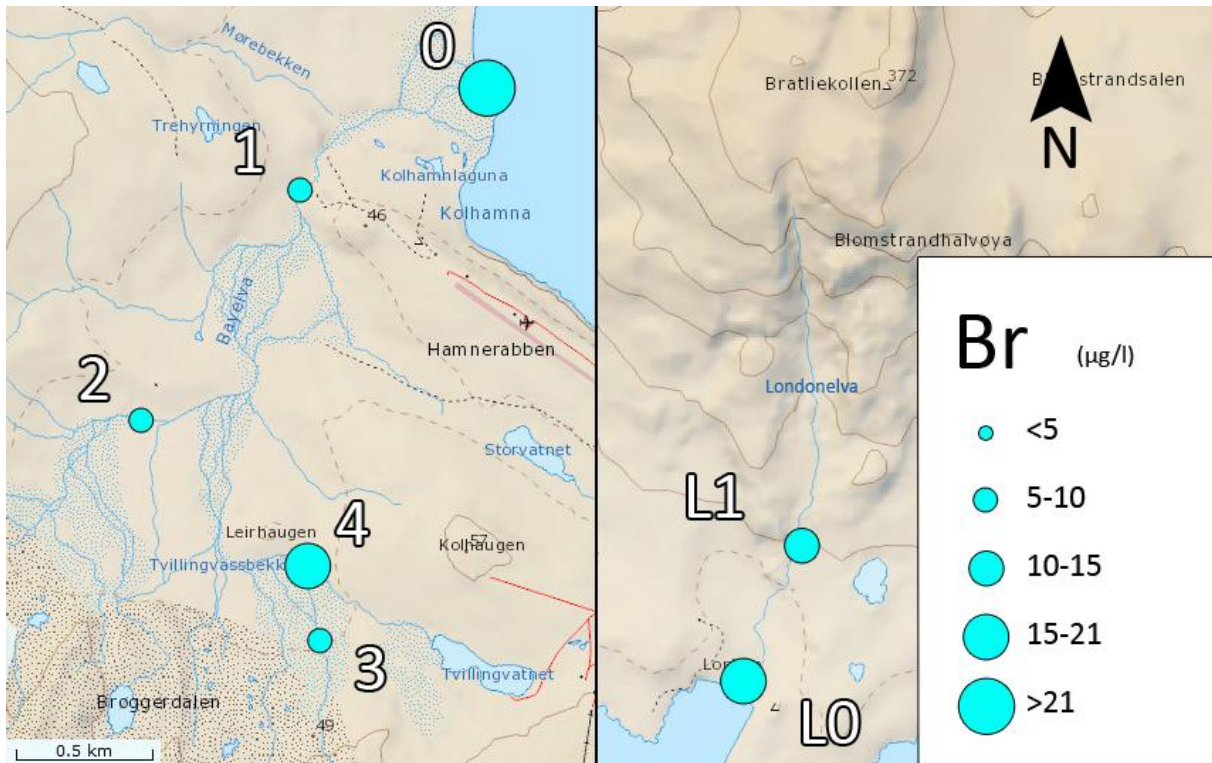 Mørebekken
0
Trehyrningen
1
Kolhamnlaguna
46
Kolhamna
Bayelva
Hamnerabben
2
Storvatnet
4
Leirhaugen
57
Kolhaugen
Tvillingvassbekk
3
Tvillingvatnet
Brøggerdalen
49
0.5 km
Bratliekollen 372
strandsalen
N
Blomstrandhalvøya
Londonelva
L1
L0
Br (µg/l)
<5
5-10
10-15
15-21
>21